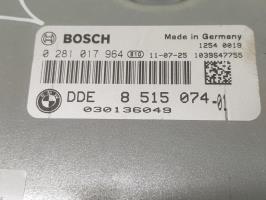 BOSCH
Made in Germany
1254 0019
0 281 017 964 B10 11-07-25 1039S47755
DDE 8 515 074-01
030136049